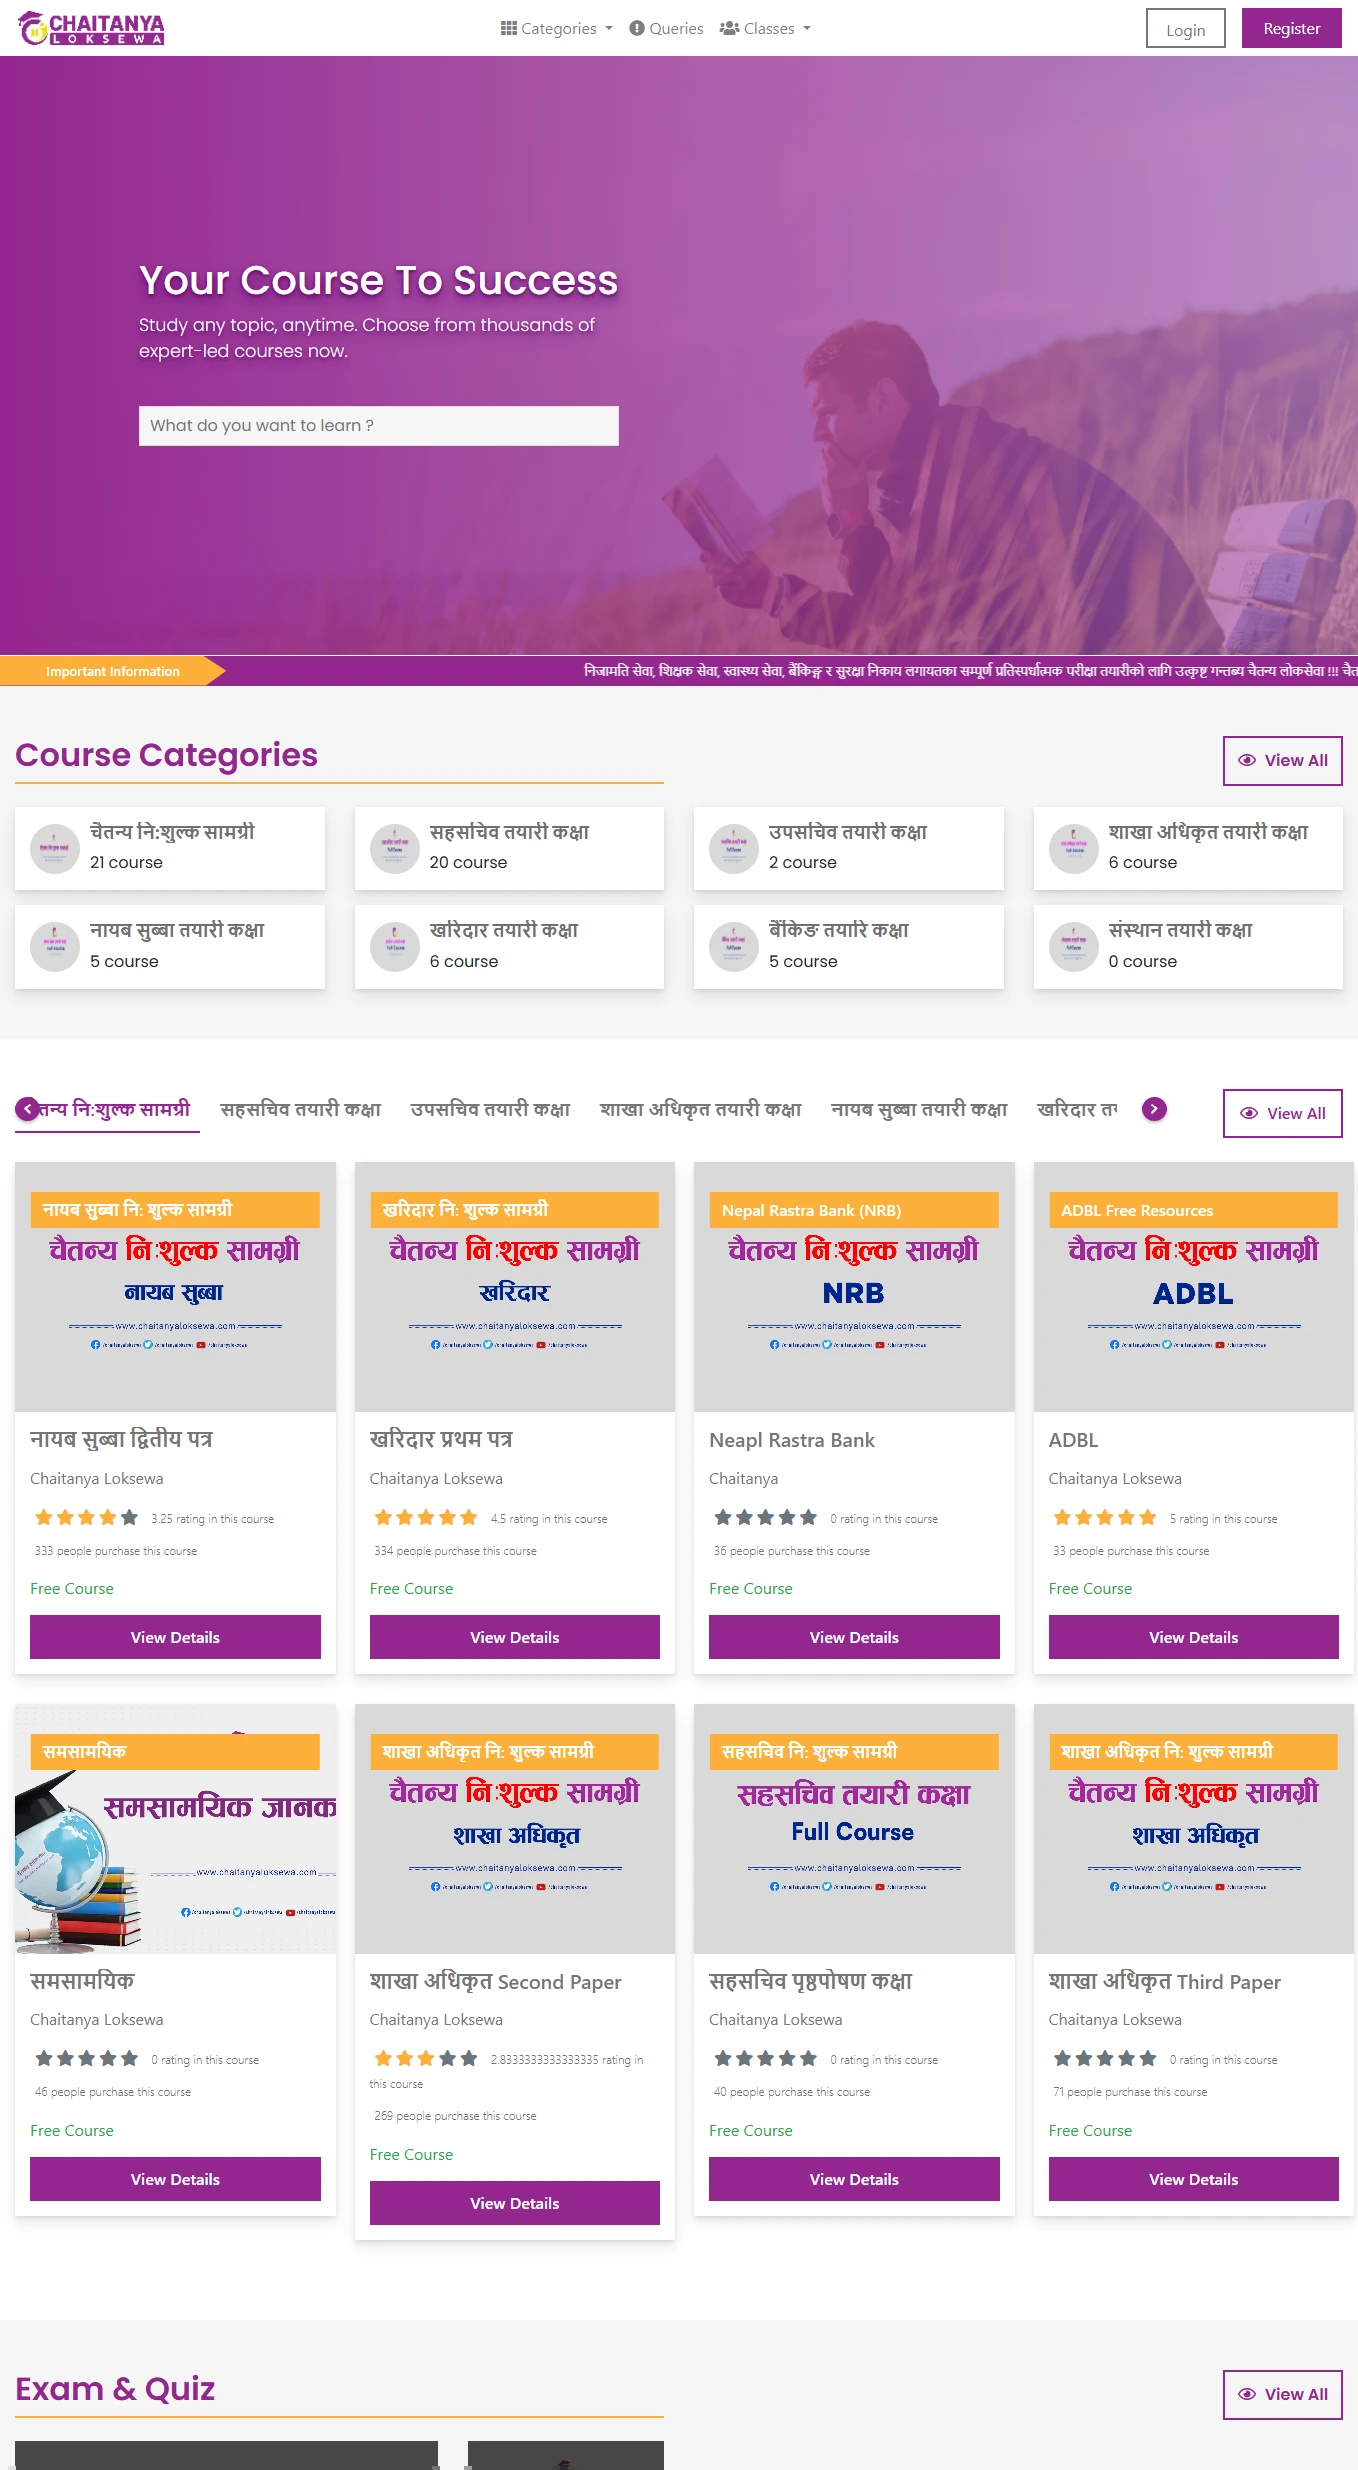 CHAITANYA
LOKSEWA
Categories
Queries
Classes
Login
Register
Your Course To Success
Study any topic, anytime. Choose from thousands of
expert-led courses now.
What do you want to learn ?
Important Information
निजामति सेवा, शिक्षक सेवा, स्वास्थ्य सेवा, बैंकिङ्ग र सुरक्षा निकाय लगायतका सम्पूर्ण प्रतिस्पर्धात्मक परीक्षा तयारीको लागि उत्कृष्ट गन्तब्य चैतन्य लोकसेवा !!! चैत
Course Categories
View All
चैतन्य नि:शुल्क सामग्री
21 course
सहसचिव तयारी कक्षा
20 course
उपसचिव तयारी कक्षा
2 course
शाखा अधिकृत तयारी कक्षा
6 course
नायब सुब्बा तयारी कक्षा
5 course
खरिदार तयारी कक्षा
6 course
बैंकिङ तयारि कक्षा
5 course
संस्थान तयारी कक्षा
0 course
तन्य नि:शुल्क सामग्री
सहसचिव तयारी कक्षा
उपसचिव तयारी कक्षा
शाखा अधिकृत तयारी कक्षा
नायब सुब्बा तयारी कक्षा
खरिदार त
View All
नायब सुब्बा नि: शुल्क सामग्री
चैतन्य नि:शुल्क सामग्री
नायब सुब्बा
www.chaitanyaloksewa.com
नायब सुब्बा द्वितीय पत्र
Chaitanya Loksewa
3.25 rating in this course
333 people purchase this course
Free Course
View Details
खरिदार नि: शुल्क सामग्री
चैतन्य नि:शुल्क सामग्री
खरिदार
www.chaitanyaloksewa.com
खरिदार प्रथम पत्र
Chaitanya Loksewa
4.5 rating in this course
334 people purchase this course
Free Course
View Details
Nepal Rastra Bank (NRB)
चैतन्य नि:शुल्क सामग्री
NRB
www.chaitanyaloksewa.com
Neapl Rastra Bank
Chaitanya
0 rating in this course
36 people purchase this course
Free Course
View Details
ADBL Free Resources
चैतन्य नि:शुल्क सामग्री
ADBL
www.chaitanyaloksewa.com
ADBL
Chaitanya Loksewa
5 rating in this course
33 people purchase this course
Free Course
View Details
समसामयिक
समसामयिक जानक
www.chaitanyaloksewa.com
समसामयिक
Chaitanya Loksewa
0 rating in this course
46 people purchase this course
Free Course
View Details
शाखा अधिकृत नि: शुल्क सामग्री
चैतन्य नि:शुल्क सामग्री
शाखा अधिकृत
www.chaitanyaloksewa.com
शाखा अधिकृत Second Paper
Chaitanya Loksewa
2.8333333333333335 rating in
this course
269 people purchase this course
Free Course
View Details
सहसचिव नि: शुल्क सामग्री
सहसचिव तयारी कक्षा
Full Course
www.chaitanyaloksewa.com
सहसचिव पृष्ठपोषण कक्षा
Chaitanya Loksewa
0 rating in this course
40 people purchase this course
Free Course
View Details
शाखा अधिकृत नि: शुल्क सामग्री
चैतन्य नि:शुल्क सामग्री
शाखा अधिकृत
www.chaitanyaloksewa.com
शाखा अधिकृत Third Paper
Chaitanya Loksewa
0 rating in this course
71 people purchase this course
Free Course
View Details
Exam & Quiz
View All